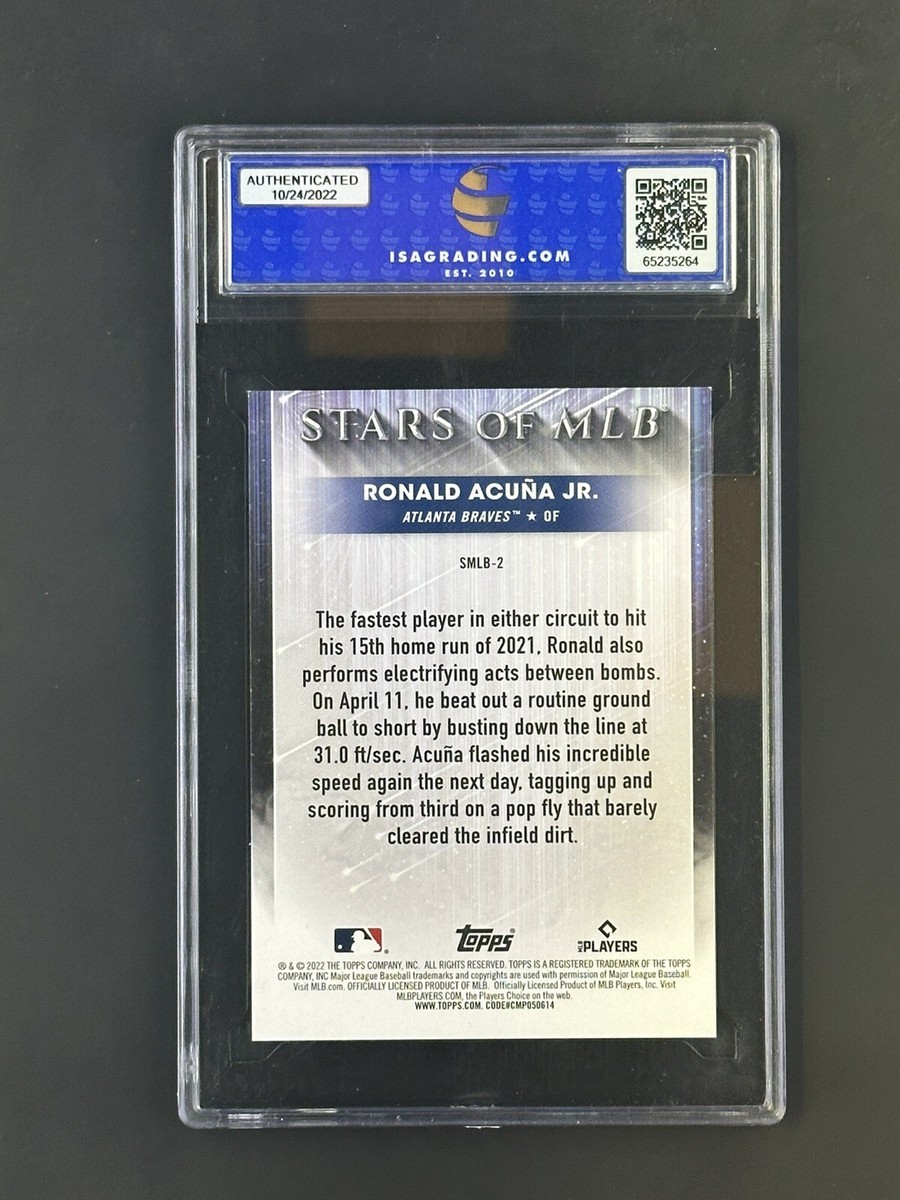 AUTHENTICATED
10/24/2022
ISAGRADING.COM
EST. 2010
65235264
STARS OF MLB™
RONALD ACUÑA JR.
ATLANTA BRAVES™ ★ OF
SMLB-2
The fastest player in either circuit to hit
his 15th home run of 2021, Ronald also
performs electrifying acts between bombs.
On April 11, he beat out a routine ground
ball to short by busting down the line at
31.0 ft/sec. Acuña flashed his incredible
speed again the next day, tagging up and
scoring from third on a pop fly that barely
cleared the infield dirt.
Topps®
MLB PLAYERS
® & © 2022 THE TOPPS COMPANY, INC. ALL RIGHTS RESERVED. TOPPS IS A REGISTERED TRADEMARK OF THE TOPPS
COMPANY, INC Major League Baseball trademarks and copyrights are used with permission of Major League Baseball.
Visit MLB.com. OFFICIALLY LICENSED PRODUCT OF MLB. Officially Licensed Product of MLB Players, Inc. Visit
MLBPLAYERS.COM, the Players Choice on the web.
WWW.TOPPS.COM. CODE#CMP050614